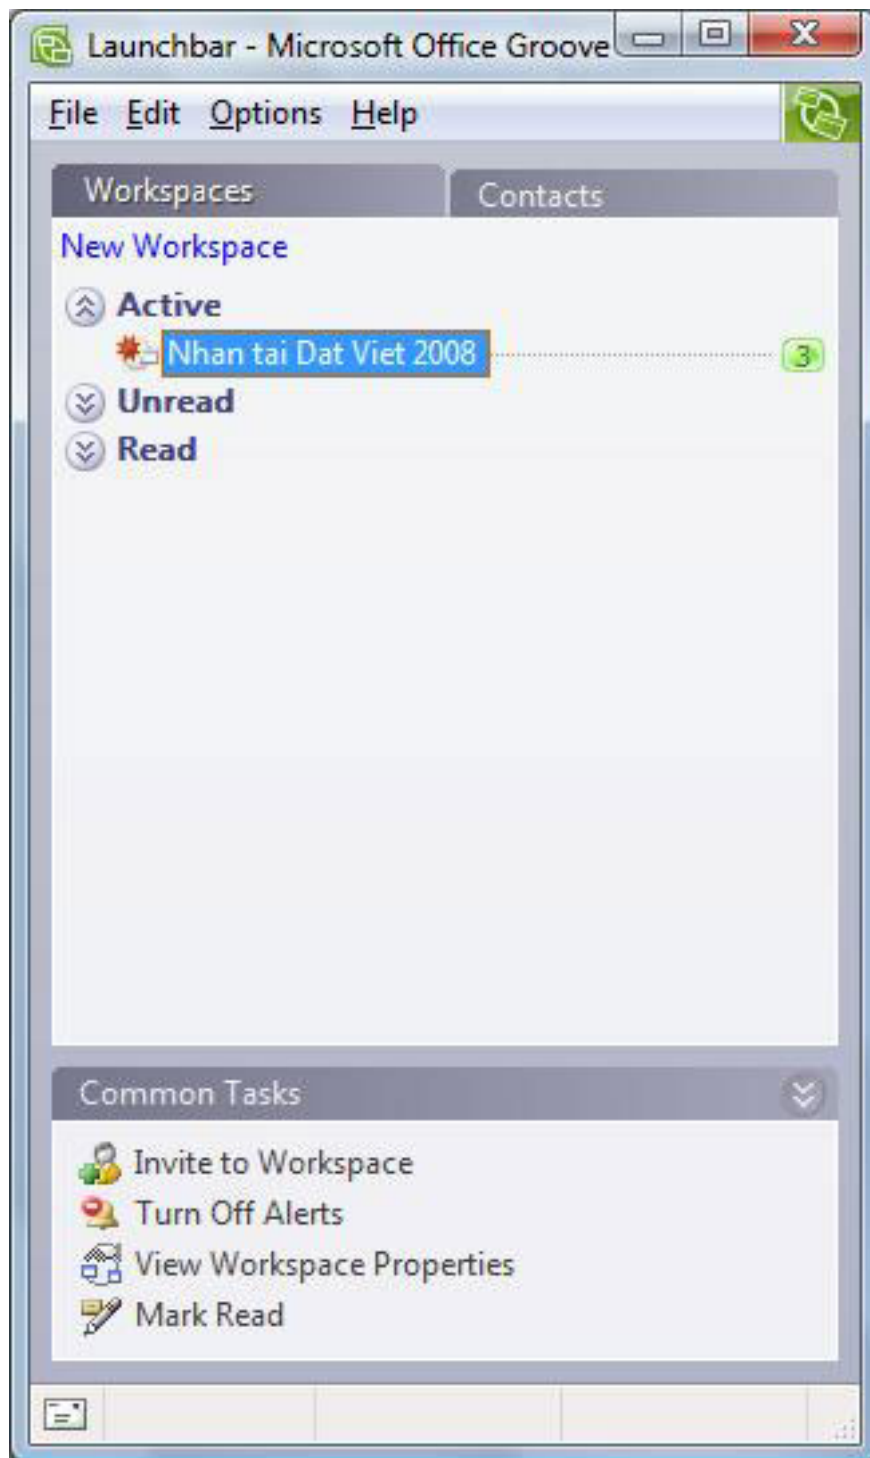 Launchbar - Microsoft Office Groove
File Edit Options Help
Workspaces Contacts
New Workspace
Active
Nhan tai Dat Viet 2008 3
Unread
Read
Common Tasks
Invite to Workspace
Turn Off Alerts
View Workspace Properties
Mark Read